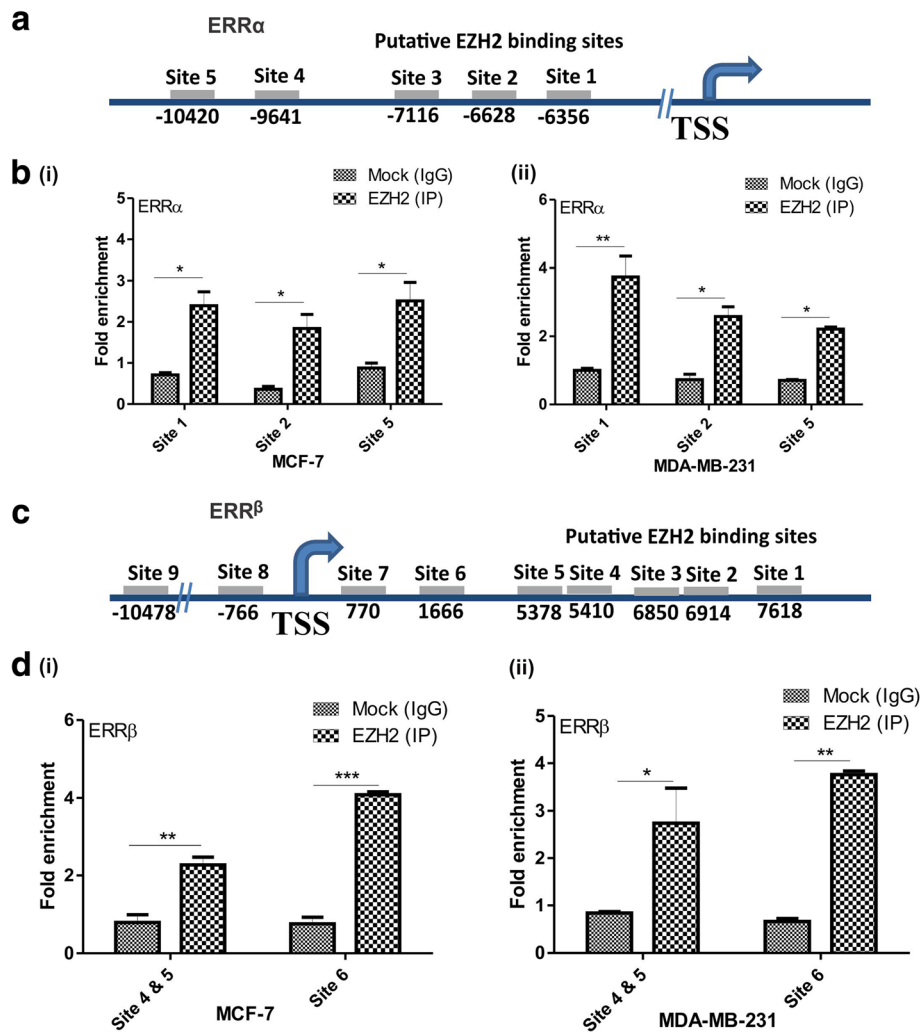 a
ERRα
Putative EZH2 binding sites
Site 5 Site 4 Site 3 Site 2 Site 1
-10420 -9641 -7116 -6628 -6356
TSS
b (i)
Mock (IgG)
EZH2 (IP)
ERRα
Fold enrichment
5
4
3
2
1
0
* * *
Site 1 Site 2 Site 5
MCF-7
(ii)
Mock (IgG)
EZH2 (IP)
ERRα
Fold enrichment
6
4
2
0
** * *
Site 1 Site 2 Site 5
MDA-MB-231
c
ERRβ
Putative EZH2 binding sites
Site 9 Site 8 Site 7 Site 6 Site 5 Site 4 Site 3 Site 2 Site 1
-10478 -766 770 1666 5378 5410 6850 6914 7618
TSS
d (i)
Mock (IgG)
EZH2 (IP)
ERRβ
Fold enrichment
6
4
2
0
** ***
Site 4 & 5 Site 6
MCF-7
(ii)
Mock (IgG)
EZH2 (IP)
ERRβ
Fold enrichment
5
4
3
2
1
0
* **
Site 4 & 5 Site 6
MDA-MB-231